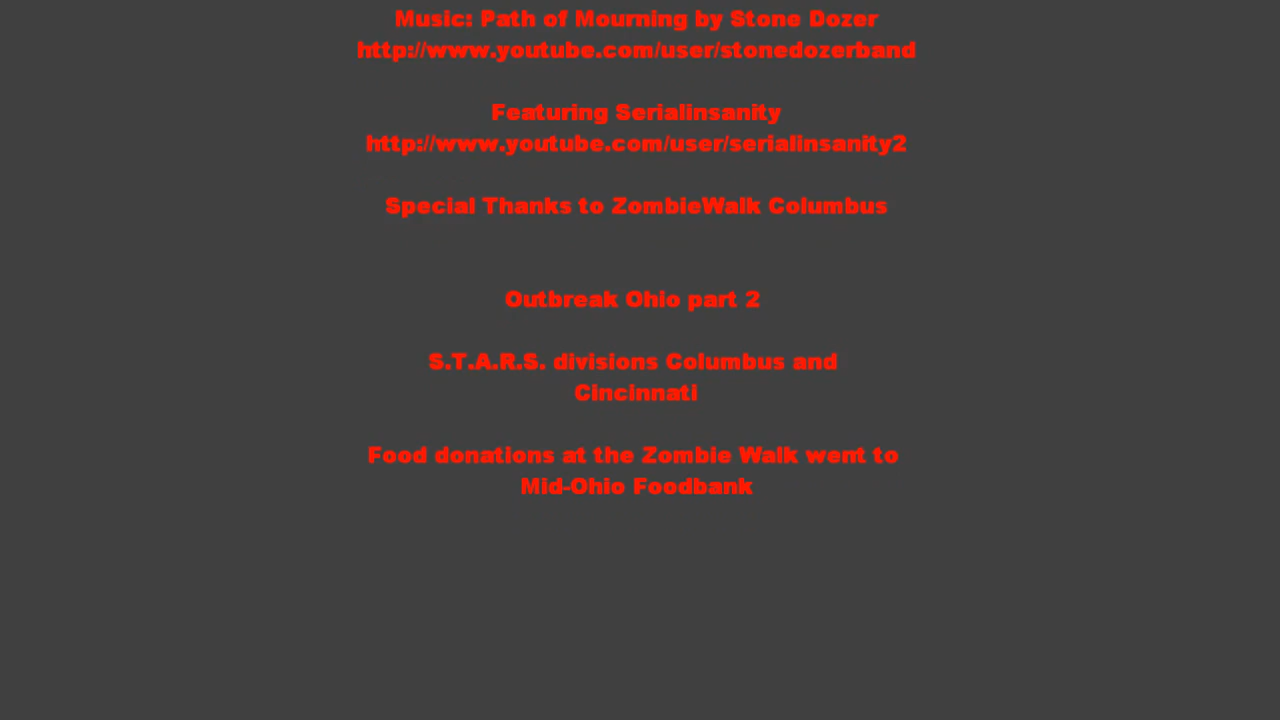 Music: Path of Mourning by Stone Dozer
http://www.youtube.com/user/stonedozerband
Featuring Serialinsanity
http://www.youtube.com/user/serialinsanity2
Special Thanks to ZombieWalk Columbus
Outbreak Ohio part 2
S.T.A.R.S. divisions Columbus and
Cincinnati
Food donations at the Zombie Walk went to
Mid-Ohio Foodbank